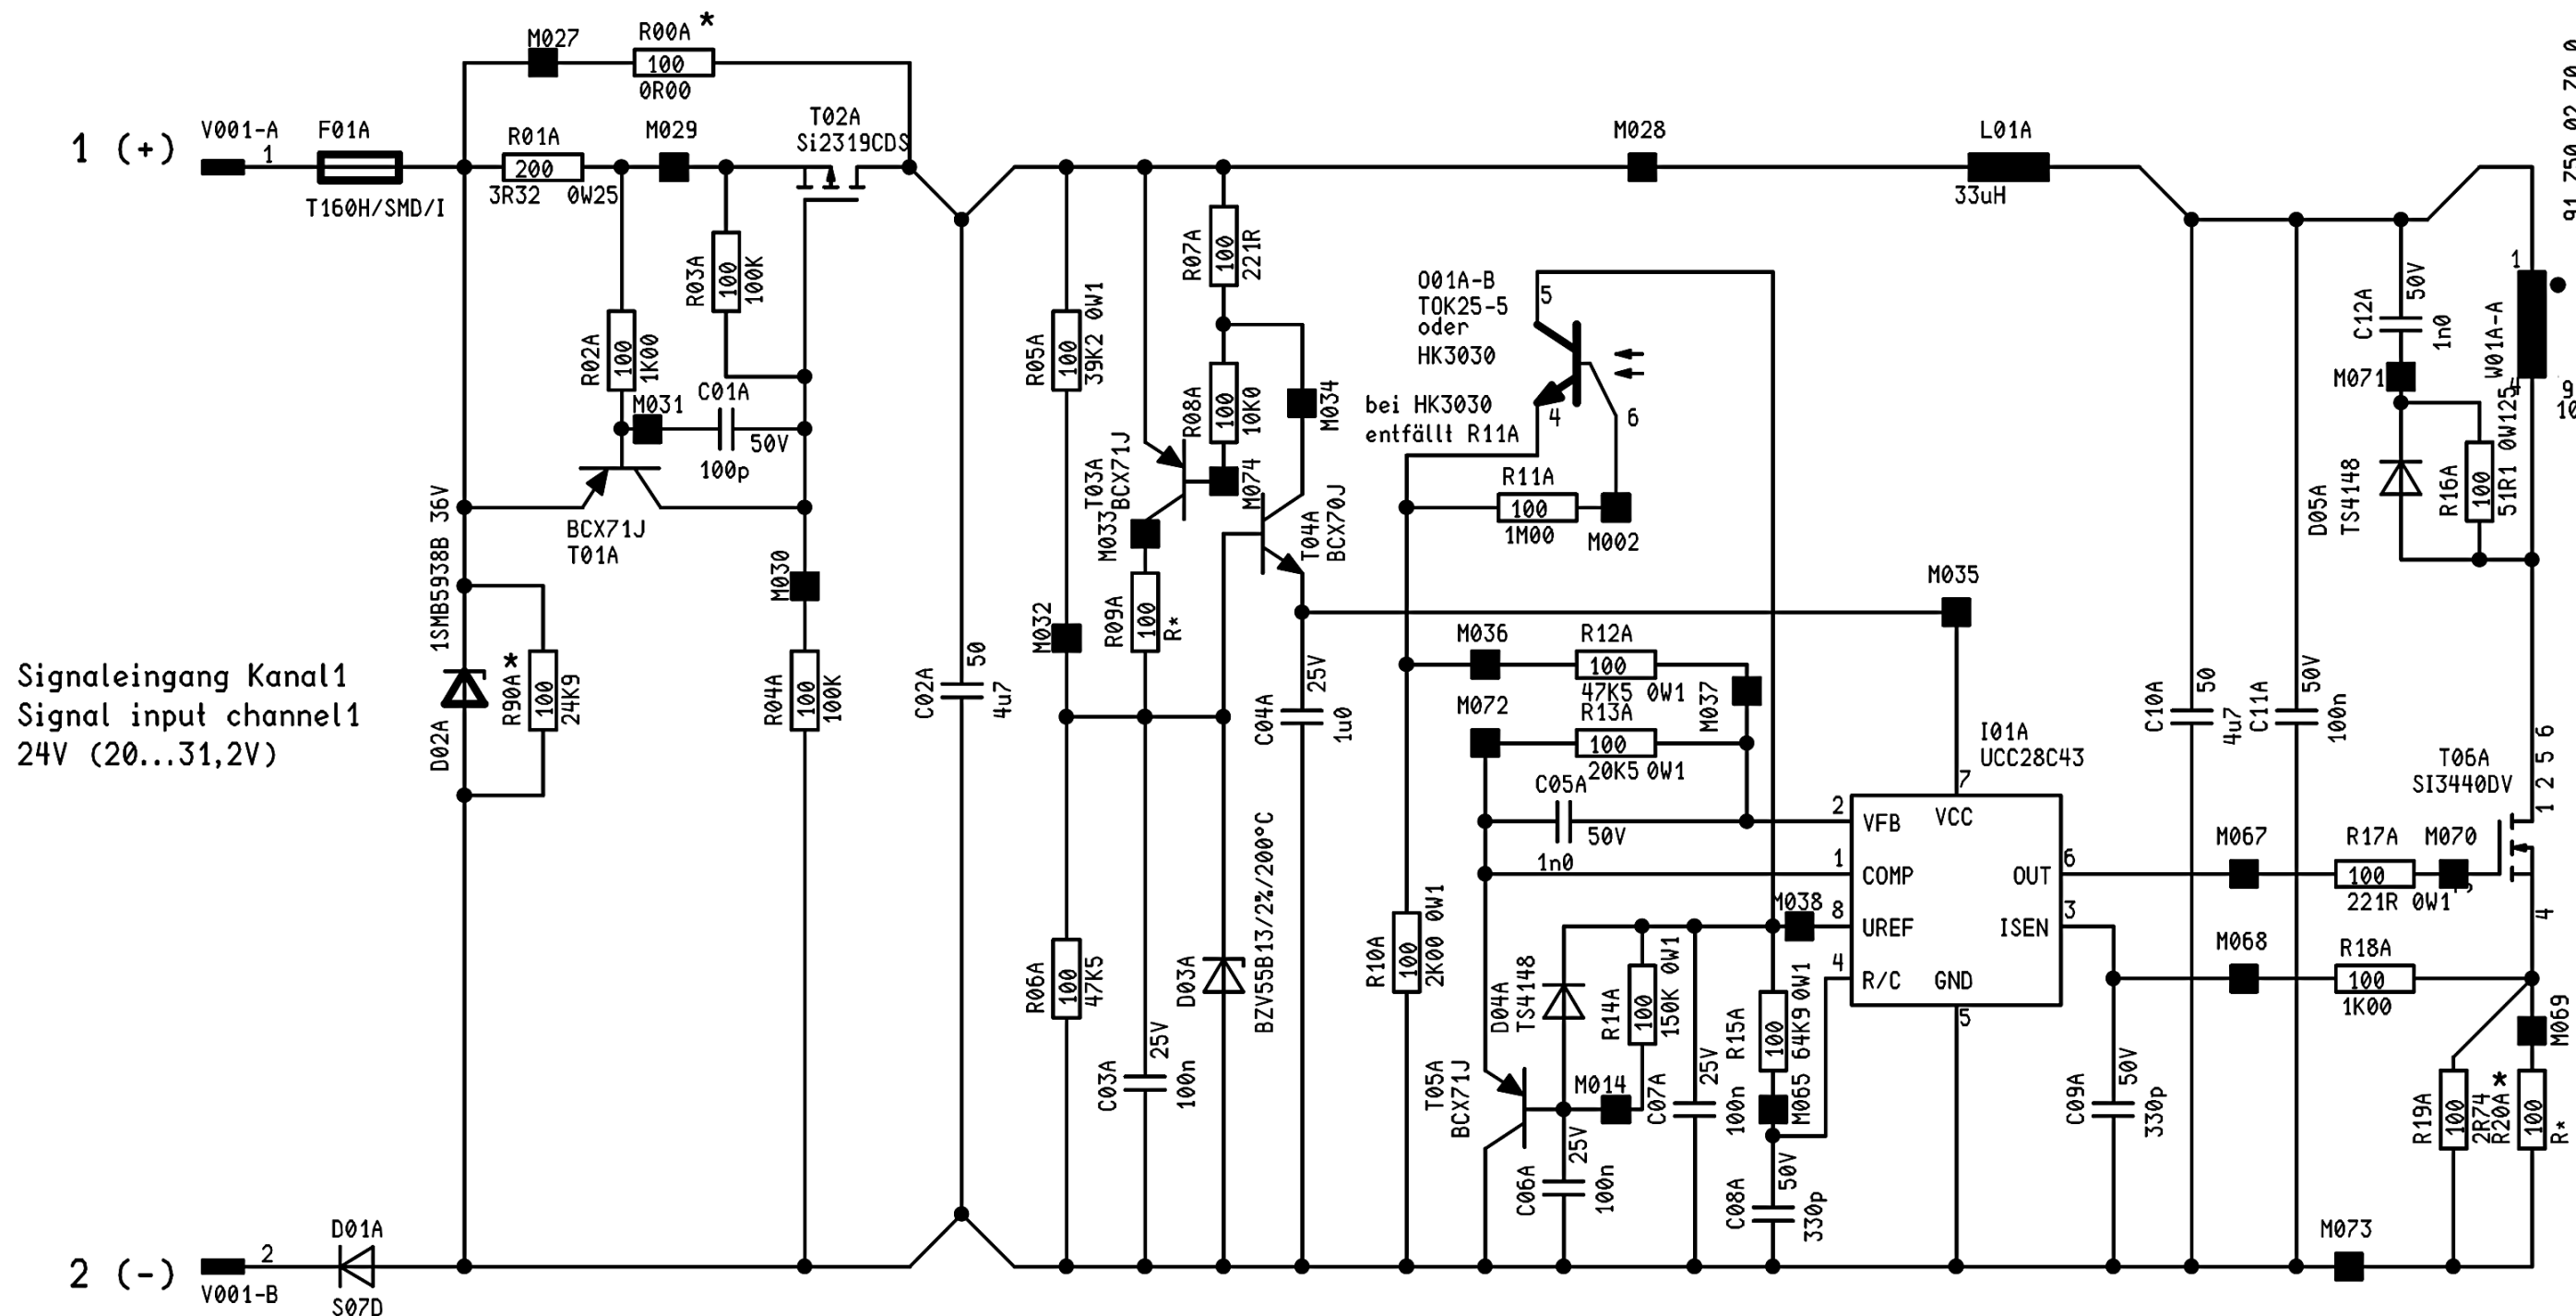 1 (+)
V001-A
1
F01A
T160H/SMD/I
M027
R00A *
100
0R00
R01A
200
3R32 0W25
M029
T02A
Si2319CDS
R03A
100
100K
R02A
100
1K00
M031
C01A
50V
100p
BCX71J
T01A
M030
R04A
100
100K
1SMB5938B 36V
D02A
R90A *
100
24K9
Signaleingang Kanal1
Signal input channel1
24V (20...31,2V)
2 (-)
V001-B
2
D01A
S07D
C02A
50
4u7
R05A
100
39K2 0W1
M032
R06A
100
47K5
R07A
100
221R
R08A
100
10K0
M034
T03A
BCX71J
M074
M033
R09A
100
R*
T04A
BCX70J
C03A
25V
100n
D03A
BZV55B13/2%/200°C
C04A
25V
1u0
M028
L01A
33uH
O01A-B
TOK25-5
oder
HK3030
5
4
6
bei HK3030
entfällt R11A
R11A
100
1M00
M002
M035
M036
R12A
100
47K5 0W1
M037
M072
R13A
100
20K5 0W1
C05A
50V
1n0
R10A
100
2K00 0W1
I01A
UCC28C43
7
2
VFB
VCC
1
COMP
OUT
6
M038
8
UREF
ISEN
3
4
R/C
GND
5
D04A
TS4148
R14A
100
150K 0W1
R15A
100
64K9 0W1
T05A
BCX71J
M014
C06A
25V
100n
C07A
25V
100n
M065
C08A
50V
330p
C09A
50V
330p
C10A
50
4u7
C11A
50V
100n
C12A
50V
1n0
M071
D05A
TS4148
R16A
100
51R1 0W125
W01A-A
1
4
9
10
T06A
SI3440DV
1 2 5 6
4
M067
R17A
100
221R 0W1
M070
M068
R18A
100
1K00
M069
R19A
100
2R74
R20A *
100
R*
M073